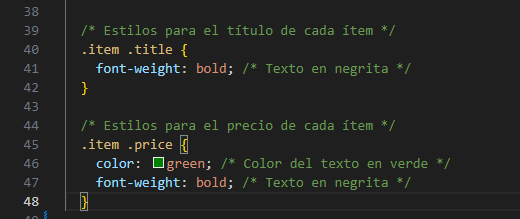 38
39 /* Estilos para el título de cada ítem */
40 .item .title {
41 font-weight: bold; /* Texto en negrita */
42 }
43
44 /* Estilos para el precio de cada ítem */
45 .item .price {
46 color: green; /* Color del texto en verde */
47 font-weight: bold; /* Texto en negrita */
48 }